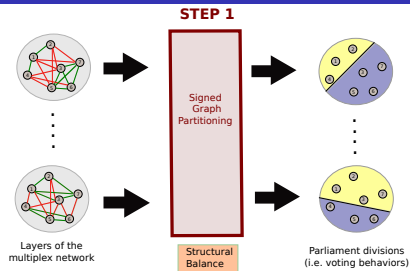 STEP 1
Signed
Graph
Partitioning
Structural
Balance
Layers of the
multiplex network
Parliament divisions
(i.e. voting behaviors)